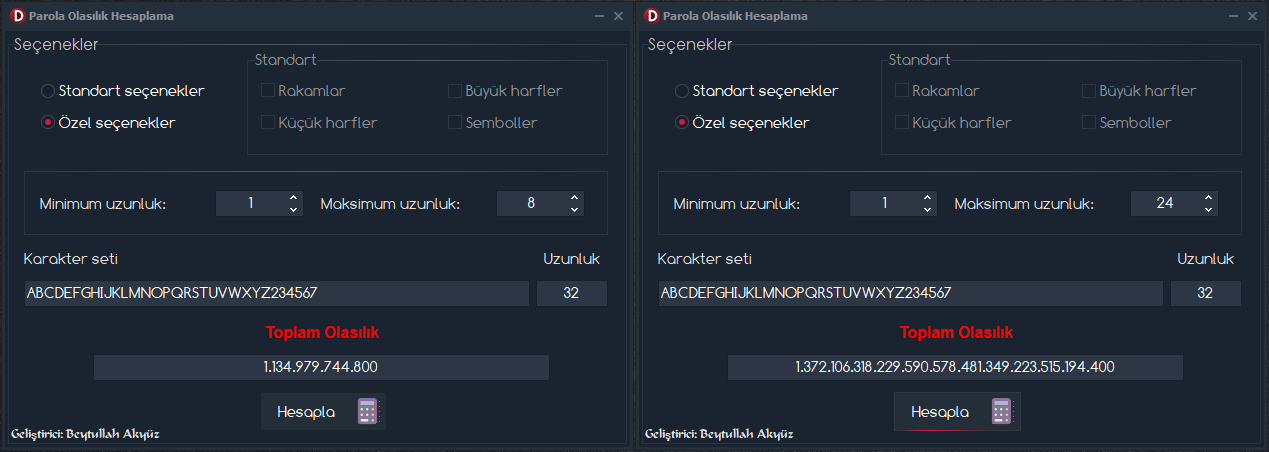 Parola Olasılık Hesaplama
Seçenekler
Standart
Standart seçenekler
Rakamlar
Büyük harfler
Özel seçenekler
Küçük harfler
Semboller
Minimum uzunluk:
1
Maksimum uzunluk:
8
Karakter seti
Uzunluk
ABCDEFGHIJKLMNOPQRSTUVWXYZ234567
32
Toplam Olasılık
1.134.979.744.800
Hesapla
Geliştirici: Beytullah Akyüz
Parola Olasılık Hesaplama
Seçenekler
Standart
Standart seçenekler
Rakamlar
Büyük harfler
Özel seçenekler
Küçük harfler
Semboller
Minimum uzunluk:
1
Maksimum uzunluk:
24
Karakter seti
Uzunluk
ABCDEFGHIJKLMNOPQRSTUVWXYZ234567
32
Toplam Olasılık
1.372.106.318.229.590.578.481.349.223.515.194.400
Hesapla
Geliştirici: Beytullah Akyüz